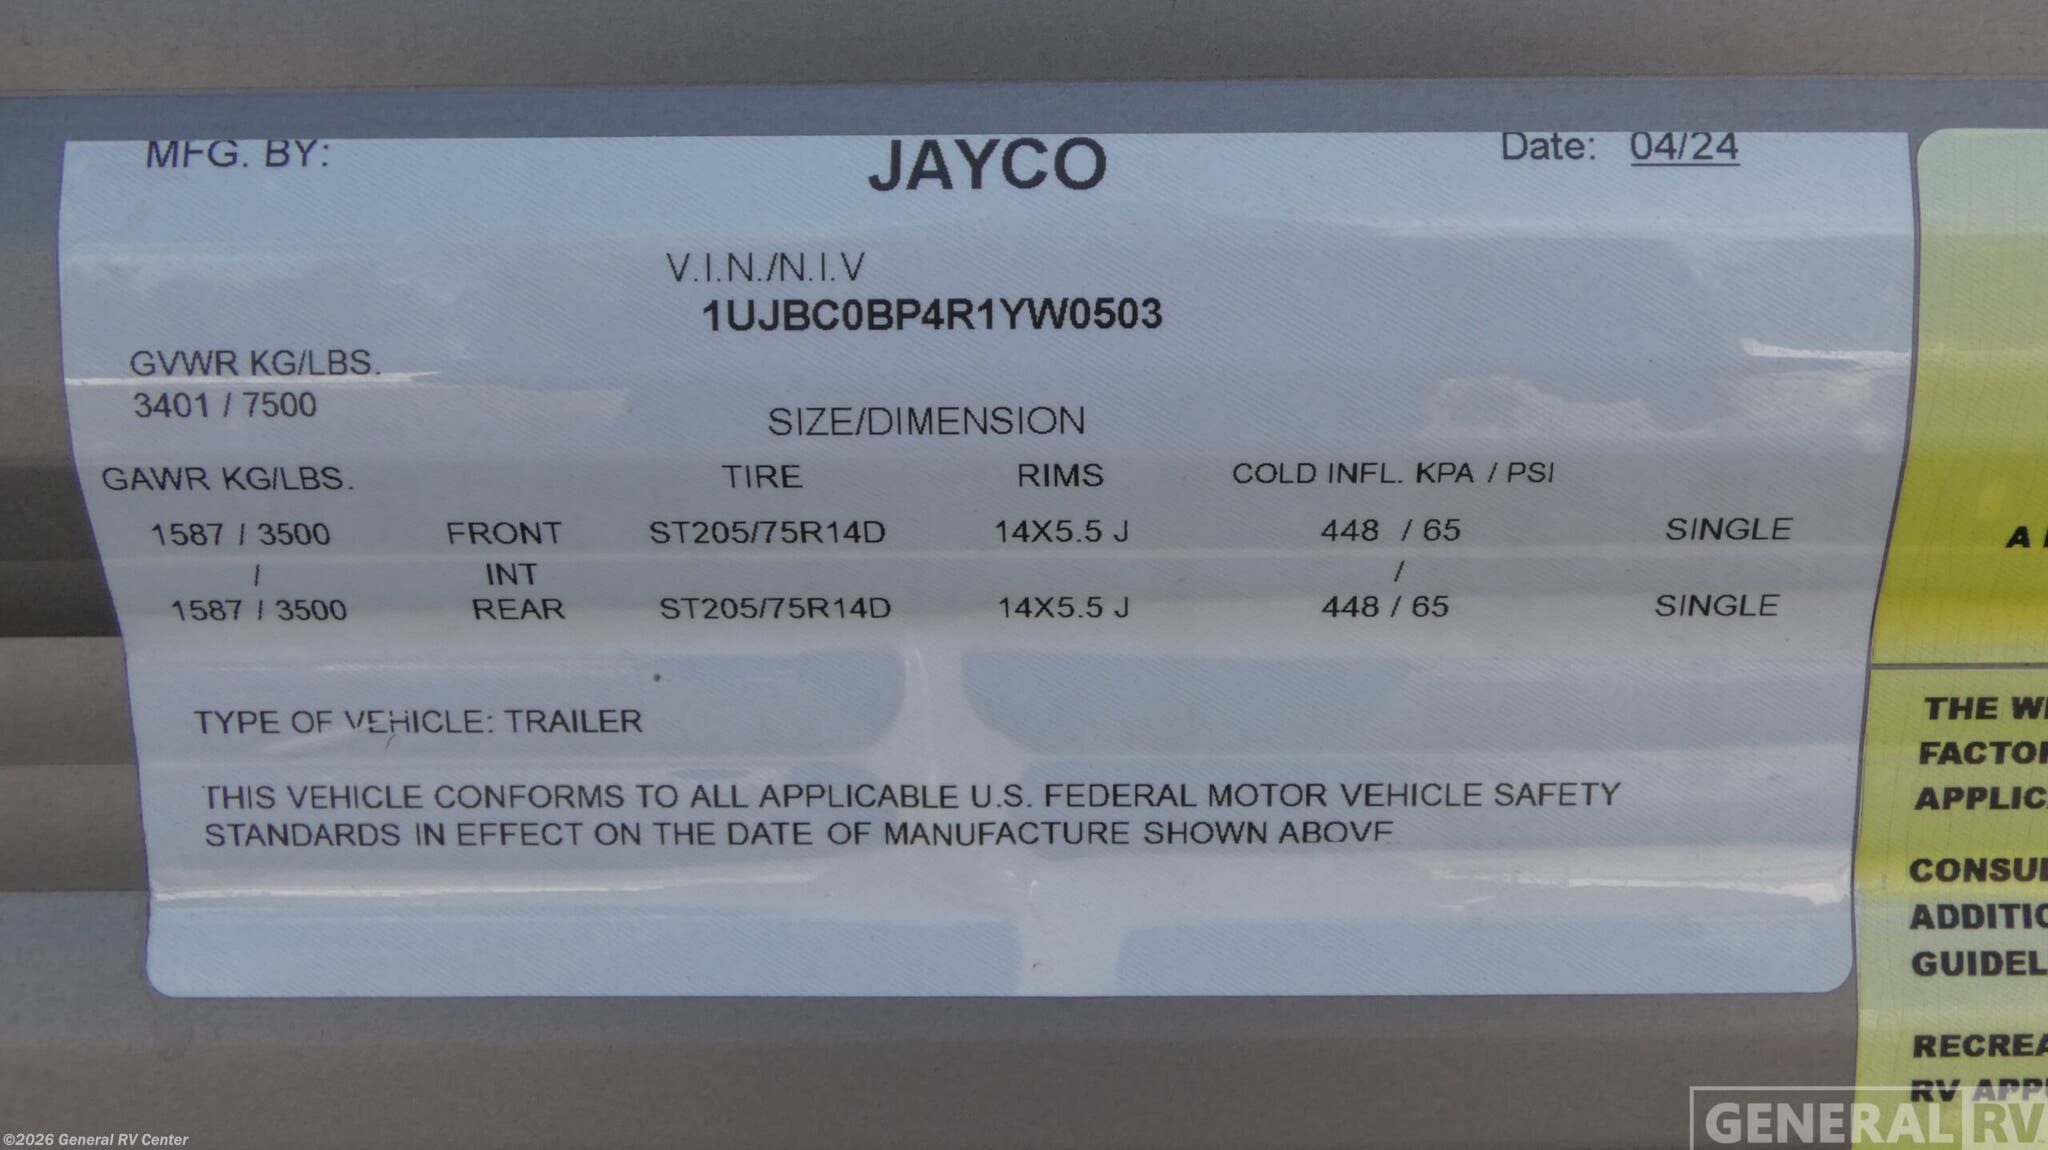 MFG. BY: JAYCO Date: 04/24
V.I.N./N.I.V
1UJBC0BP4R1YW0503
GVWR KG/LBS.
3401 / 7500
SIZE/DIMENSION
GAWR KG/LBS. TIRE RIMS COLD INFL. KPA / PSI
1587 / 3500 FRONT ST205/75R14D 14X5.5 J 448 / 65 SINGLE
/ INT /
1587 / 3500 REAR ST205/75R14D 14X5.5 J 448 / 65 SINGLE
TYPE OF VEHICLE: TRAILER
THIS VEHICLE CONFORMS TO ALL APPLICABLE U.S. FEDERAL MOTOR VEHICLE SAFETY
STANDARDS IN EFFECT ON THE DATE OF MANUFACTURE SHOWN ABOVE
A
THE
RV
GENERAL RV
©2026 General RV Center